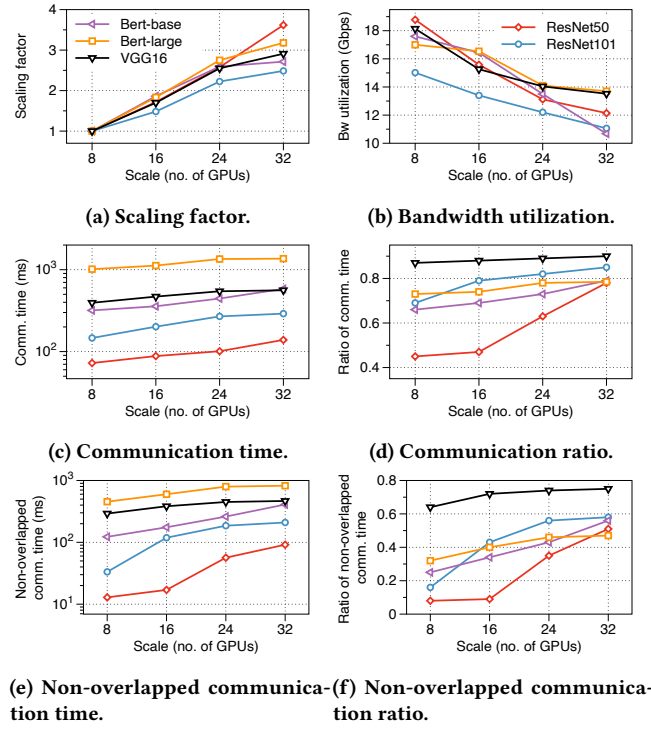 4
3
2
1
Scaling factor
Bert-base
Bert-large
VGG16
8 16 24 32
Scale (no. of GPUs)
(a) Scaling factor.
20
18
16
14
12
10
Bw utilization (Gbps)
ResNet50
ResNet101
8 16 24 32
Scale (no. of GPUs)
(b) Bandwidth utilization.
10³
10²
Comm. time (ms)
8 16 24 32
Scale (no. of GPUs)
(c) Communication time.
0.8
0.6
0.4
Ratio of comm. time
8 16 24 32
Scale (no. of GPUs)
(d) Communication ratio.
10³
10²
10¹
Non-overlapped
comm. time (ms)
8 16 24 32
Scale (no. of GPUs)
(e) Non-overlapped communica-
tion time.
0.8
0.6
0.4
0.2
0
Ratio of non-overlapped
comm. time
8 16 24 32
Scale (no. of GPUs)
(f) Non-overlapped communica-
tion ratio.